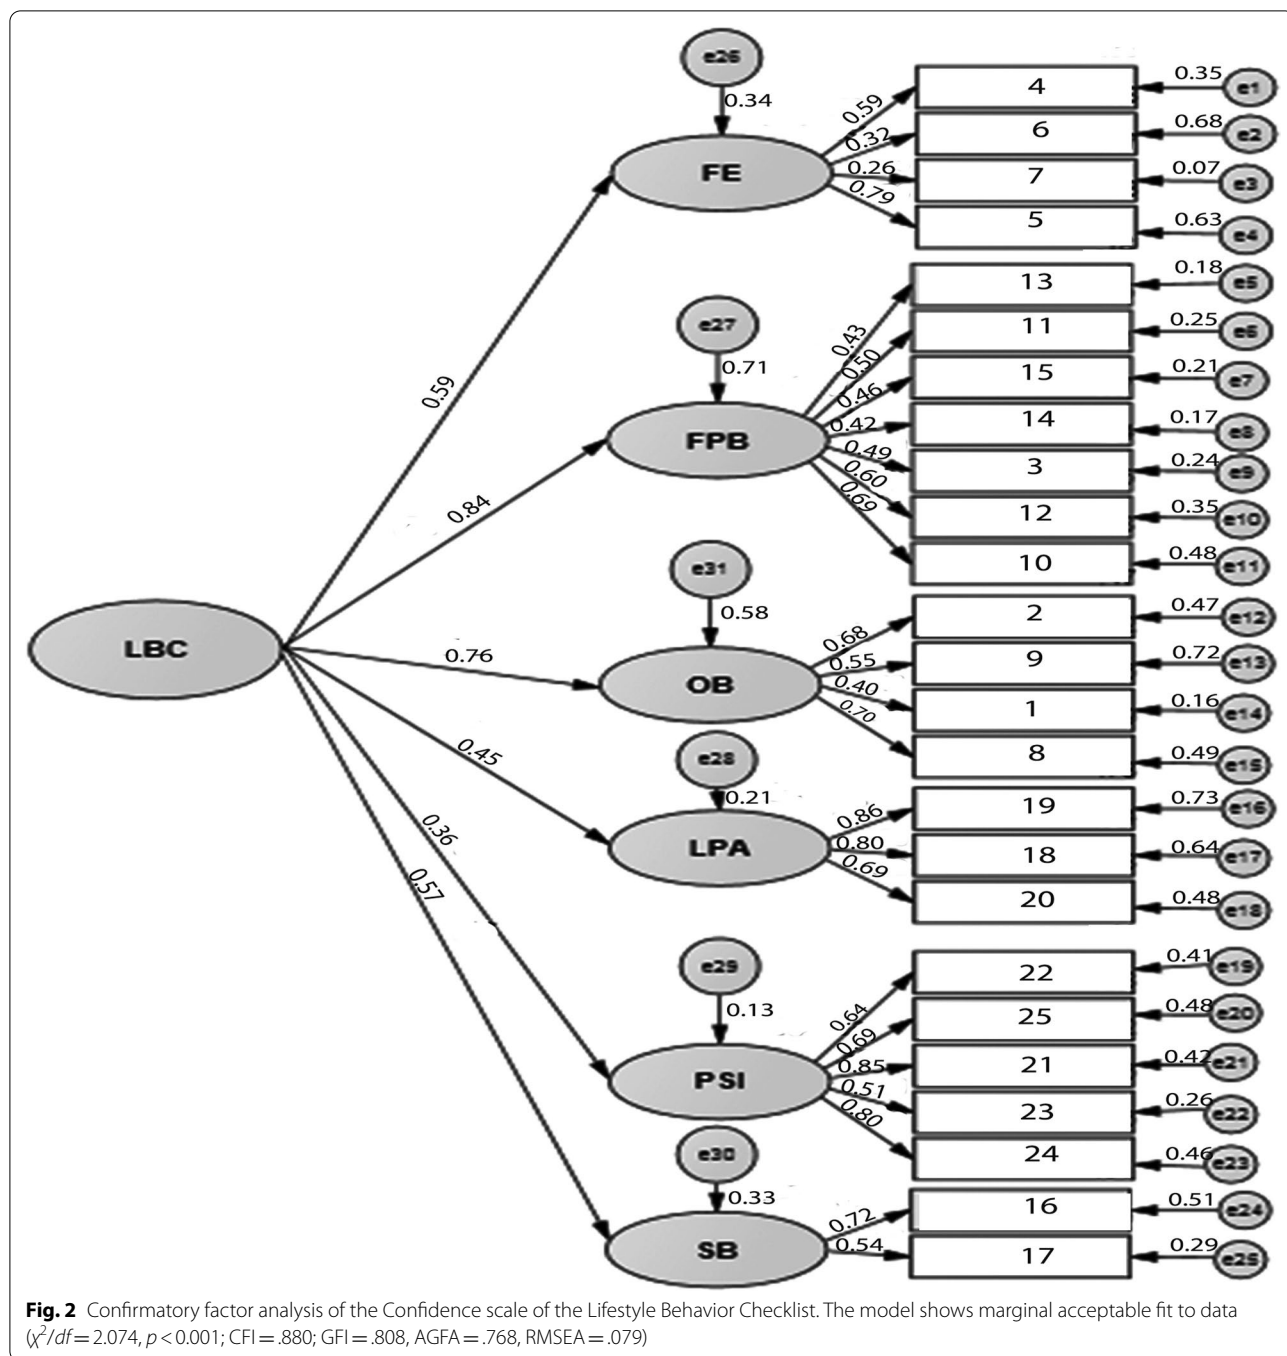 e26
0.34
FE
0.59 4 0.35 e1
0.32 6 0.68 e2
0.26 7 0.07 e3
0.79 5 0.63 e4
0.59
e27
0.71
FPB
0.43 13 0.18 e5
0.50 11 0.25 e6
0.46 15 0.21 e7
0.42 14 0.17 e8
0.49 3 0.24 e9
0.60 12 0.35 e10
0.69 10 0.48 e11
0.84
LBC
e31
0.58
0.76
OB
0.68 2 0.47 e12
0.55 9 0.72 e13
0.40 1 0.16 e14
0.70 8 0.49 e15
0.45
e28
0.21
LPA
0.86 19 0.73 e16
0.80 18 0.64 e17
0.69 20 0.48 e18
0.36
0.57
e29
0.13
PSI
0.64 22 0.41 e19
0.69 25 0.48 e20
0.85 21 0.42 e21
0.51 23 0.26 e22
0.80 24 0.46 e23
e30
0.33
SB
0.72 16 0.51 e24
0.54 17 0.29 e25
Fig. 2 Confirmatory factor analysis of the Confidence scale of the Lifestyle Behavior Checklist. The model shows marginal acceptable fit to data
(χ²/df = 2.074, p < 0.001; CFI = .880; GFI = .808, AGFA = .768, RMSEA = .079)